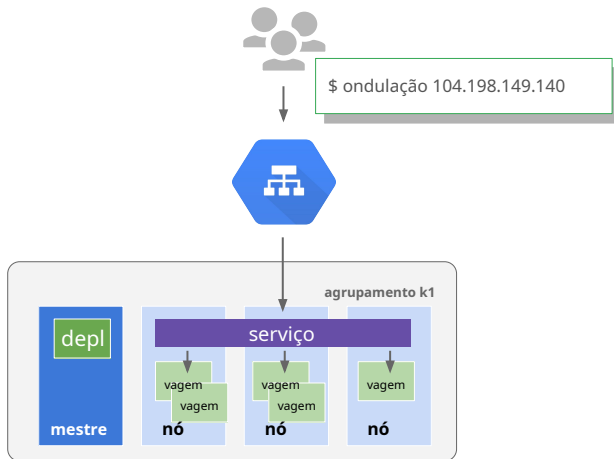 $ ondulação 104.198.149.140
agrupamento k1
depl
serviço
vagem
vagem
vagem
vagem
vagem
mestre
nó
nó
nó